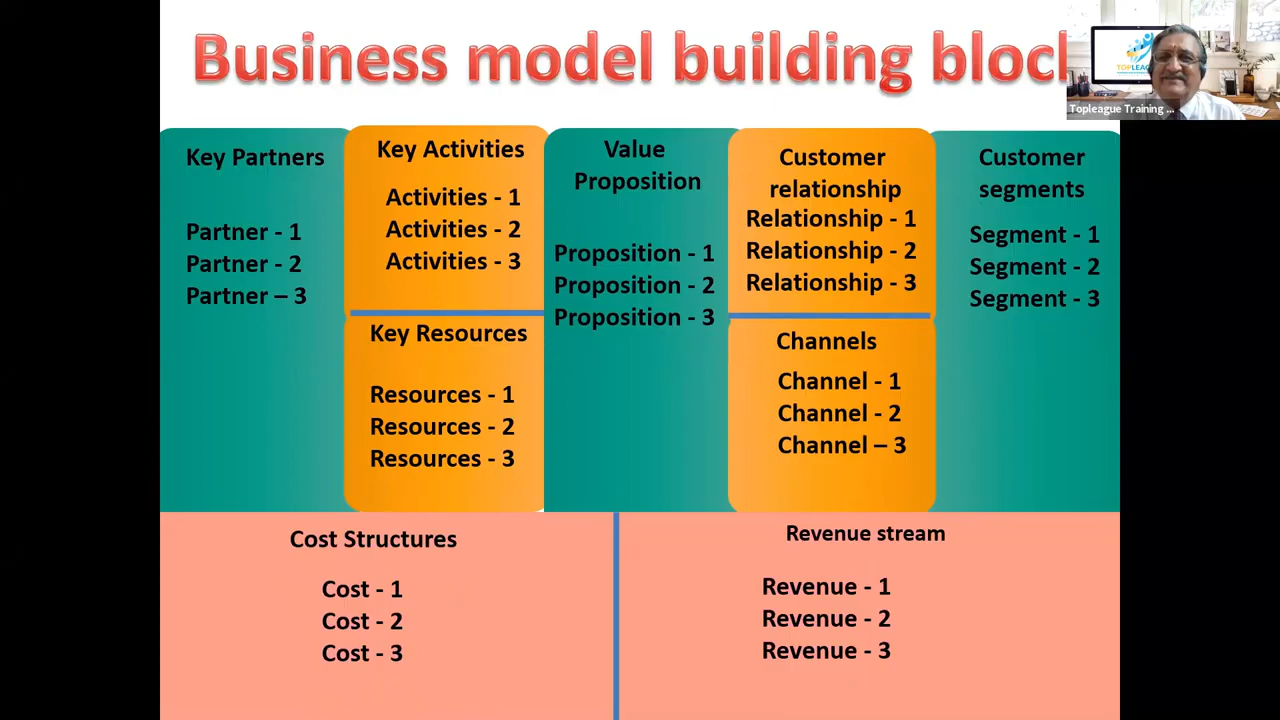 Business model building bloc
TOPLEAG
Topleague Training ...
Key Partners
Partner - 1
Partner - 2
Partner – 3
Key Activities
Activities - 1
Activities - 2
Activities - 3
Key Resources
Resources - 1
Resources - 2
Resources - 3
Value
Proposition
Proposition - 1
Proposition - 2
Proposition - 3
Customer
relationship
Relationship - 1
Relationship - 2
Relationship - 3
Channels
Channel - 1
Channel - 2
Channel – 3
Customer
segments
Segment - 1
Segment - 2
Segment - 3
Cost Structures
Cost - 1
Cost - 2
Cost - 3
Revenue stream
Revenue - 1
Revenue - 2
Revenue - 3